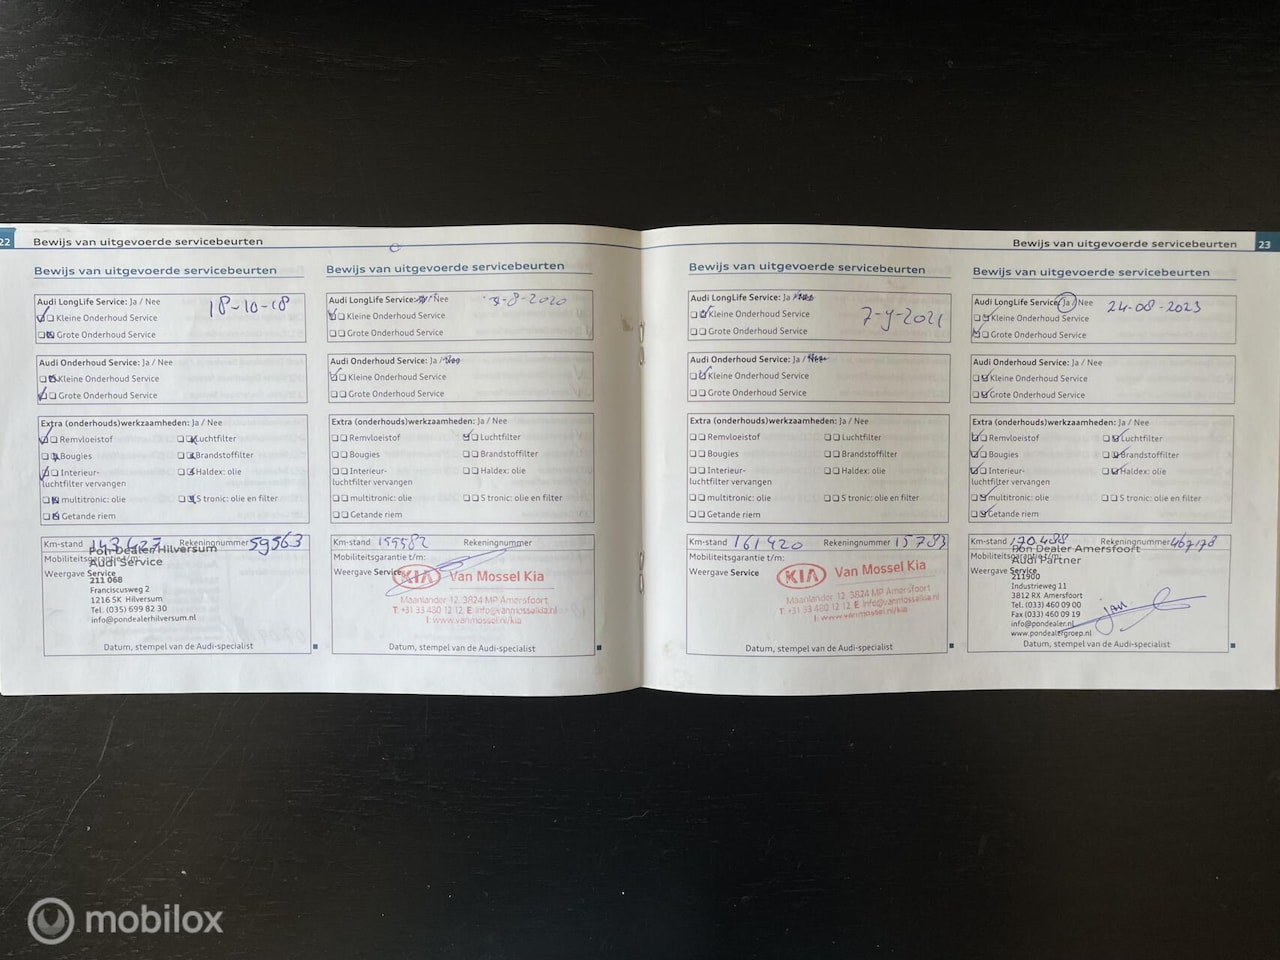 22 Bewijs van uitgevoerde servicebeurten
Bewijs van uitgevoerde servicebeurten
Audi LongLife Service: Ja / Nee
18-10-18
Kleine Onderhoud Service
Grote Onderhoud Service
Audi Onderhoud Service: Ja / Nee
Kleine Onderhoud Service
Grote Onderhoud Service
Extra (onderhouds)werkzaamheden: Ja / Nee
Remvloeistof Luchtfilter
Bougies Brandstoffilter
Interieur- Haldex: olie
luchtfilter vervangen
multitronic: olie S tronic: olie en filter
Getande riem
Km-stand 143427 Rekeningnummer 59563
Pon Dealer Hilversum
Mobiliteitsgarantie t/m:
Audi Service
Weergave Service
211 068
Franciscusweg 2
1216 SK Hilversum
Tel. (035) 699 82 30
info@pondealerhilversum.nl
Datum, stempel van de Audi-specialist
Bewijs van uitgevoerde servicebeurten
Audi LongLife Service: Nee
3-8-2020
Kleine Onderhoud Service
Grote Onderhoud Service
Audi Onderhoud Service: Ja /
Kleine Onderhoud Service
Grote Onderhoud Service
Extra (onderhouds)werkzaamheden: Ja / Nee
Remvloeistof Luchtfilter
Bougies Brandstoffilter
Interieur- Haldex: olie
luchtfilter vervangen
multitronic: olie S tronic: olie en filter
Getande riem
Km-stand 159582 Rekeningnummer
Mobiliteitsgarantie t/m:
Weergave Service
KIA Van Mossel Kia
Maanlander 12, 3824 MP Amersfoort
T: +31 33 480 12 12, E: info@vanmosselkia.nl
I: www.vanmossel.nl/kia
Datum, stempel van de Audi-specialist
Bewijs van uitgevoerde servicebeurten 23
Bewijs van uitgevoerde servicebeurten
Audi LongLife Service: Ja /
Kleine Onderhoud Service
Grote Onderhoud Service
Audi Onderhoud Service: Ja /
Kleine Onderhoud Service
Grote Onderhoud Service
Extra (onderhouds)werkzaamheden: Ja / Nee
Remvloeistof Luchtfilter
Bougies Brandstoffilter
Interieur- Haldex: olie
luchtfilter vervangen
multitronic: olie S tronic: olie en filter
Getande riem
Km-stand 161420 Rekeningnummer 15783
Mobiliteitsgarantie t/m:
Weergave Service
KIA Van Mossel Kia
Maanlander 12, 3824 MP Amersfoort
T: +31 33 480 12 12, E: info@vanmosselkia.nl
I: www.vanmossel.nl/kia
Datum, stempel van de Audi-specialist
Bewijs van uitgevoerde servicebeurten
Audi LongLife Service: Ja / Nee
24-08-2023
Kleine Onderhoud Service
Grote Onderhoud Service
Audi Onderhoud Service: Ja / Nee
Kleine Onderhoud Service
Grote Onderhoud Service
Extra (onderhouds)werkzaamheden: Ja / Nee
Remvloeistof Luchtfilter
Bougies Brandstoffilter
Interieur- Haldex: olie
luchtfilter vervangen
multitronic: olie S tronic: olie en filter
Getande riem
Km-stand 170.488 Rekeningnummer 467178
Pon Dealer Amersfoort
Mobiliteitsgarantie t/m:
Audi Partner
Weergave Service
211900
Industrieweg 11
3812 RX Amersfoort
Tel. (033) 460 09 00
Fax (033) 460 09 19
info@pondealer.nl
www.pondealergroep.nl
Datum, stempel van de Audi-specialist
mobilox